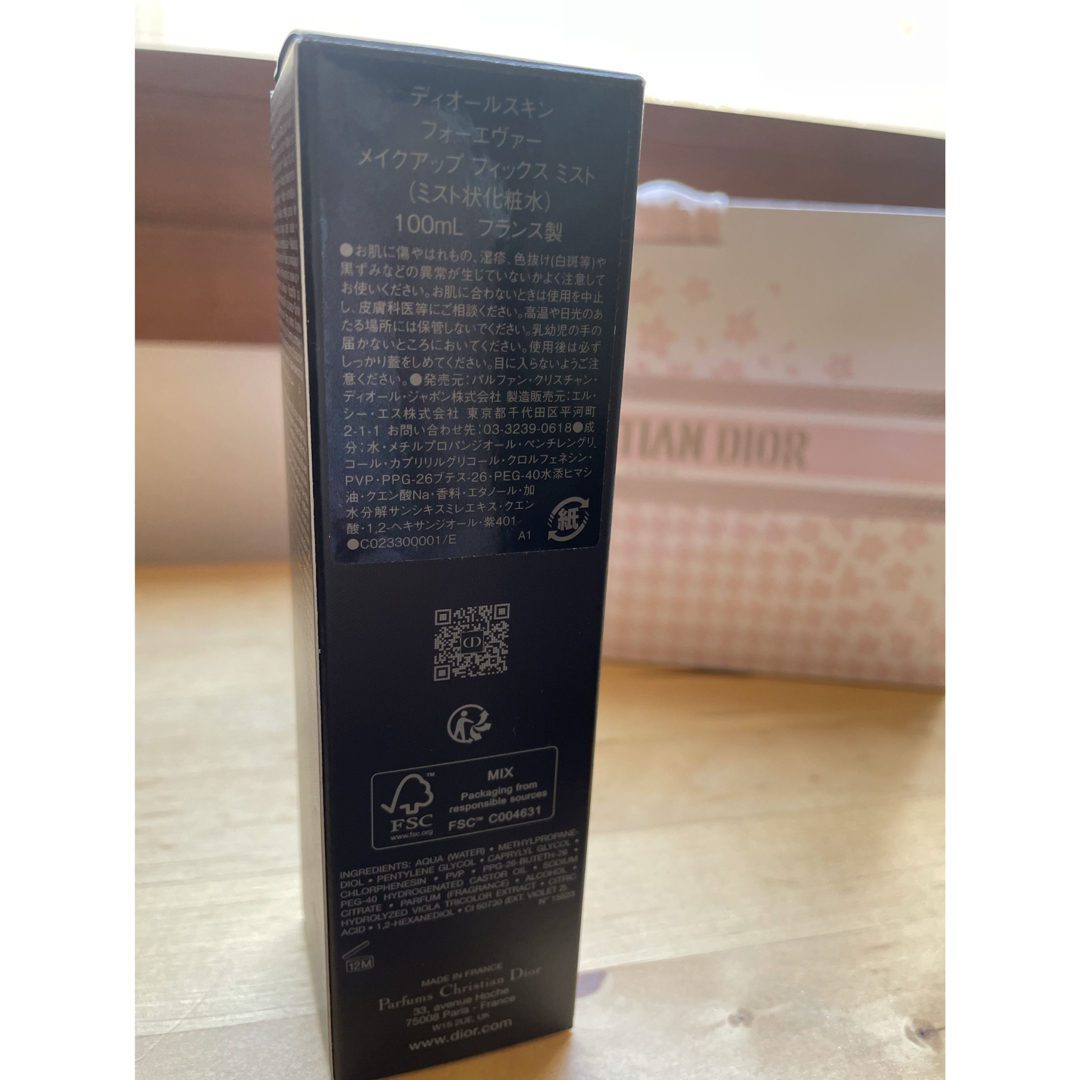 ディオールスキン
フォーエヴァー
メイクアップ フィックス ミスト
(ミスト状化粧水)
100mL フランス製
●お肌に傷やはれもの、湿疹、色抜け(白斑等)や
黒ずみなどの異常が生じていないかよく注意して
お使いください。お肌に合わないときは使用を中止
し、皮膚科医等にご相談ください。高温や日光のあ
たる場所には保管しないでください。乳幼児の手の
届かないところにおいてください。使用後は必ず
しっかり蓋をしめてください。目に入らないようご注
意ください。●発売元:パルファン・クリスチャン・
ディオール・ジャポン株式会社 製造販売元:エル・
シー・エス株式会社 東京都千代田区平河町
2-1-1 お問い合わせ先:03-3239-0618●成
分:水・メチルプロパンジオール・ペンチレングリ
コール・カプリリルグリコール・クロルフェネシン・
PVP・PPG-26ブテス-26・PEG-40水添ヒマシ
油・クエン酸Na・香料・エタノール・加
水分解サンシキスミレエキス・クエン
酸・1,2-ヘキサンジオール・紫401
●C023300001/E A1
紙
TIAN DIOR
CD
FSC™
www.fsc.org
MIX
Packaging from
responsible sources
FSC™ C004631
INGREDIENTS: AQUA (WATER) • METHYLPROPANE-
DIOL • PENTYLENE GLYCOL • CAPRYLYL GLYCOL •
CHLORPHENESIN • PVP • PPG-26-BUTETH-26 •
PEG-40 HYDROGENATED CASTOR OIL • SODIUM
CITRATE • PARFUM (FRAGRANCE) • ALCOHOL •
HYDROLYZED VIOLA TRICOLOR EXTRACT • CITRIC
ACID • 1,2-HEXANEDIOL • CI 60730 (EXT. VIOLET 2).
12M
MADE IN FRANCE
Parfums Christian Dior
33, avenue Hoche
75008 Paris - France
W1S 2UE, UK
www.dior.com